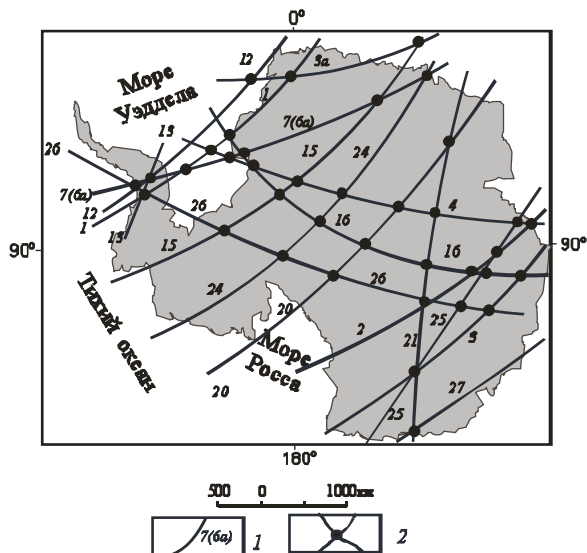 0°
12
3а
Море
Уэддела
1
7(6а)
13
26
15
24
7(6а)
12
1
13
26
16
4
90°
90°
15
16
26
24
20
25
2
21
3
Тихий океан
Море
Росса
20
27
25
180°
500 0 1000км
7(6а) 1 2